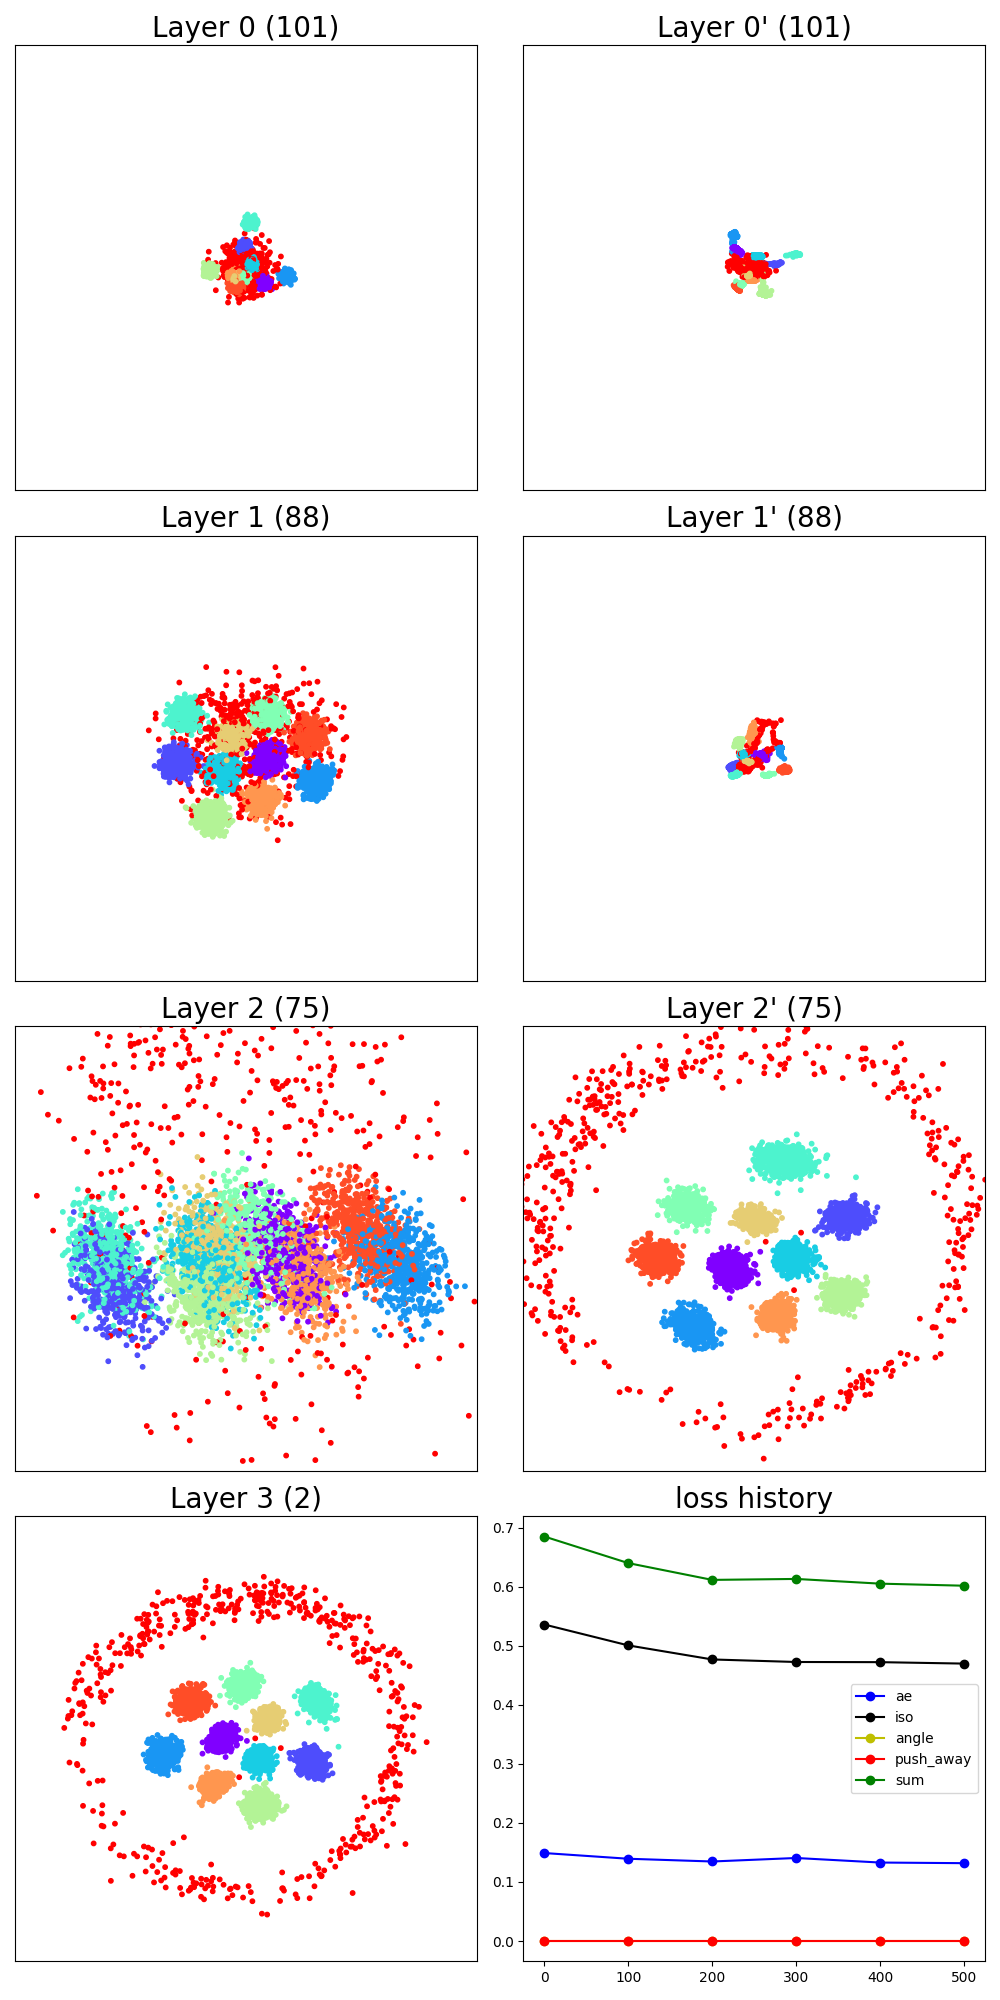 Layer 0 (101)
Layer 0' (101)
Layer 1 (88)
Layer 1' (88)
Layer 2 (75)
Layer 2' (75)
Layer 3 (2)
loss history
0.7
0.6
0.5
0.4
0.3
0.2
0.1
0.0
ae
iso
angle
push_away
sum
0
100
200
300
400
500